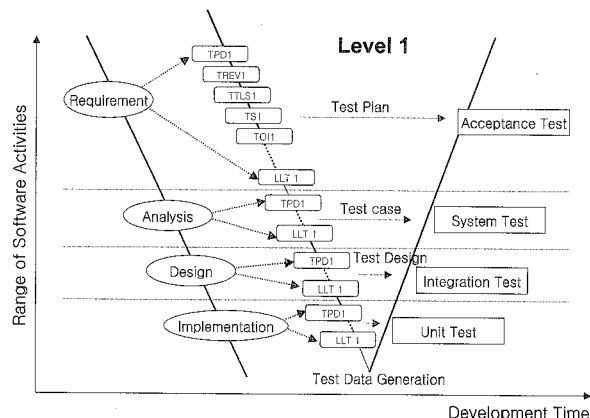 Level 1
TPD1
TREV1
TTLS1
TS1
TOI1
LLT 1
Requirement
Test Plan
Acceptance Test
TPD1
LLT 1
Analysis
Test case
System Test
TPD1
LLT 1
Design
Test Design
Integration Test
TPD1
LLT 1
Implementation
Unit Test
Test Data Generation
Range of Software Activities
Development Time